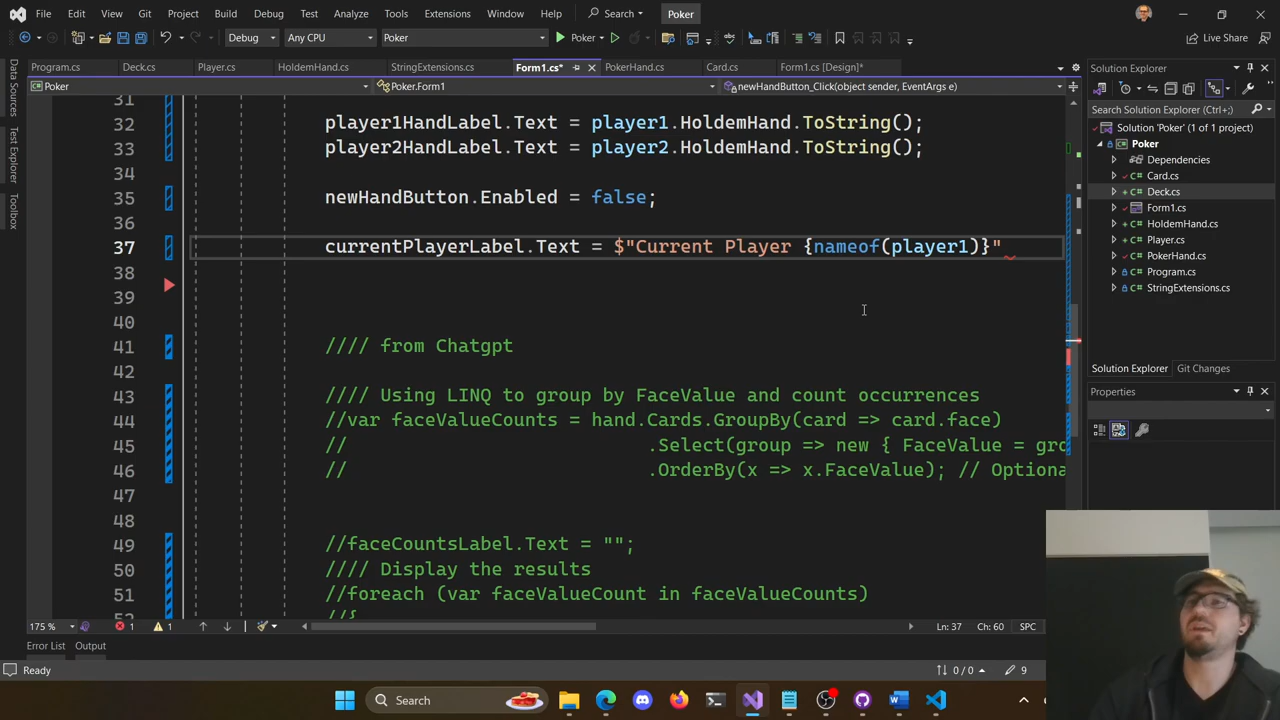 File Edit View Git Project Build Debug Test Analyze Tools Extensions Window Help Search Poker
Debug Any CPU Poker Poker Live Share
Program.cs Deck.cs Player.cs HoldemHand.cs StringExtensions.cs Form1.cs* PokerHand.cs Card.cs Form1.cs [Design]*
Poker Poker.Form1 newHandButton_Click(object sender, EventArgs e)
31
32 player1HandLabel.Text = player1.HoldemHand.ToString();
33 player2HandLabel.Text = player2.HoldemHand.ToString();
34
35 newHandButton.Enabled = false;
36
37 currentPlayerLabel.Text = $"Current Player {nameof(player1)}"
38
39
40
41 //// from Chatgpt
42
43 //// Using LINQ to group by FaceValue and count occurrences
44 //var faceValueCounts = hand.Cards.GroupBy(card => card.face)
45 // .Select(group => new { FaceValue = gro
46 // .OrderBy(x => x.FaceValue); // Optiona
47
48
49 //faceCountsLabel.Text = "";
50 //// Display the results
51 //foreach (var faceValueCount in faceValueCounts)
52 //{
175 % 1 1 Ln: 37 Ch: 60 SPC
Error List Output
Ready 0 / 0 9
Data Sources
Test Explorer
Toolbox
Solution Explorer
Search Solution Explorer (Ctrl+;)
Solution 'Poker' (1 of 1 project)
Poker
Dependencies
Card.cs
Deck.cs
Form1.cs
HoldemHand.cs
Player.cs
PokerHand.cs
Program.cs
StringExtensions.cs
Solution Explorer Git Changes
Properties
Search